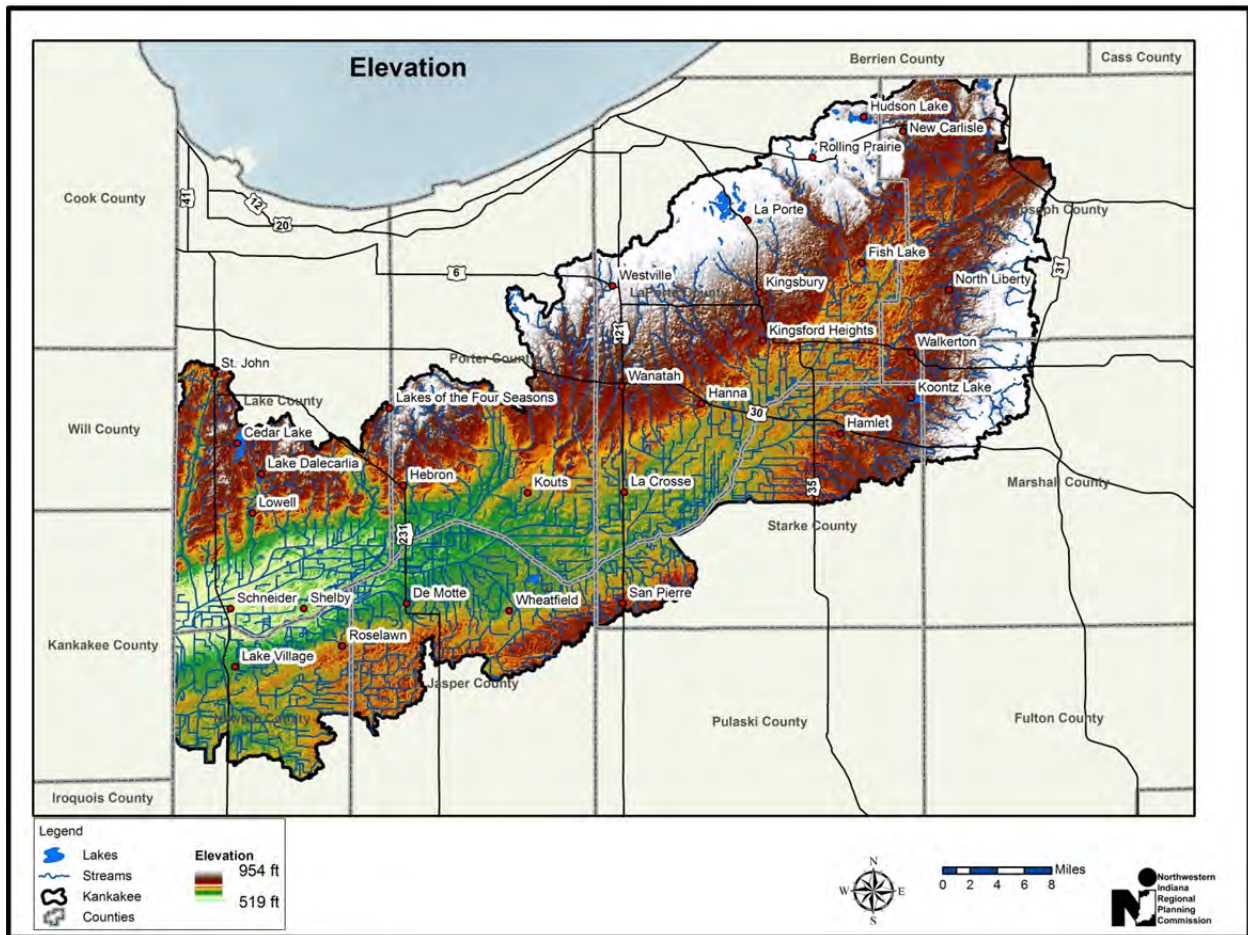 Elevation
Berrien County
Cass County
Hudson Lake
New Carlisle
Rolling Prairie
Cook County
41
12
20
La Porte
Joseph County
6
Fish Lake
31
Westville
Kingsbury
LaPorte County
North Liberty
421
Kingsford Heights
Walkerton
St. John
Porter County
Wanatah
Koontz Lake
Lake County
Lakes of the Four Seasons
Hanna
30
Will County
Cedar Lake
Hamlet
Lake Dalecarlia
Hebron
Kouts
La Crosse
35
Marshall County
Lowell
Starke County
231
Schneider
Shelby
De Motte
Wheatfield
San Pierre
Kankakee County
Roselawn
Lake Village
Jasper County
Newton County
Pulaski County
Fulton County
Iroquois County
Legend
Lakes
Streams
Kankakee
Counties
Elevation
954 ft
519 ft
N
W
E
S
Miles
0 2 4 6 8
Northwestern
Indiana
Regional
Planning
Commission